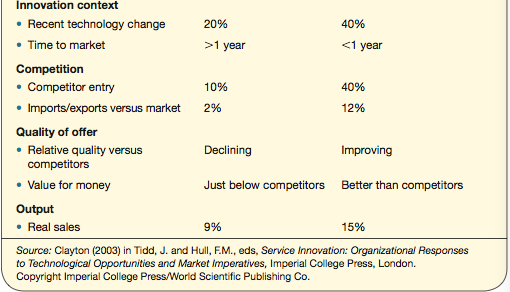 Innovation context
• Recent technology change 20% 40%
• Time to market >1 year <1 year
Competition
• Competitor entry 10% 40%
• Imports/exports versus market 2% 12%
Quality of offer
• Relative quality versus Declining Improving
competitors
• Value for money Just below competitors Better than competitors
Output
• Real sales 9% 15%
Source: Clayton (2003) in Tidd, J. and Hull, F.M., eds, Service Innovation: Organizational Responses
to Technological Opportunities and Market Imperatives, Imperial College Press, London.
Copyright Imperial College Press/World Scientific Publishing Co.